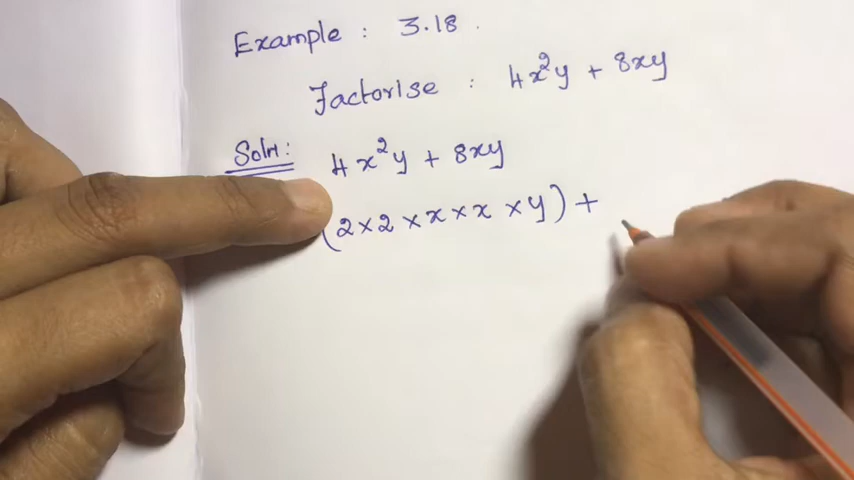 Example : 3.18.
Factorise : 4x²y + 8xy
Soln: 4x²y + 8xy
(2 × 2 × x × x × y) +